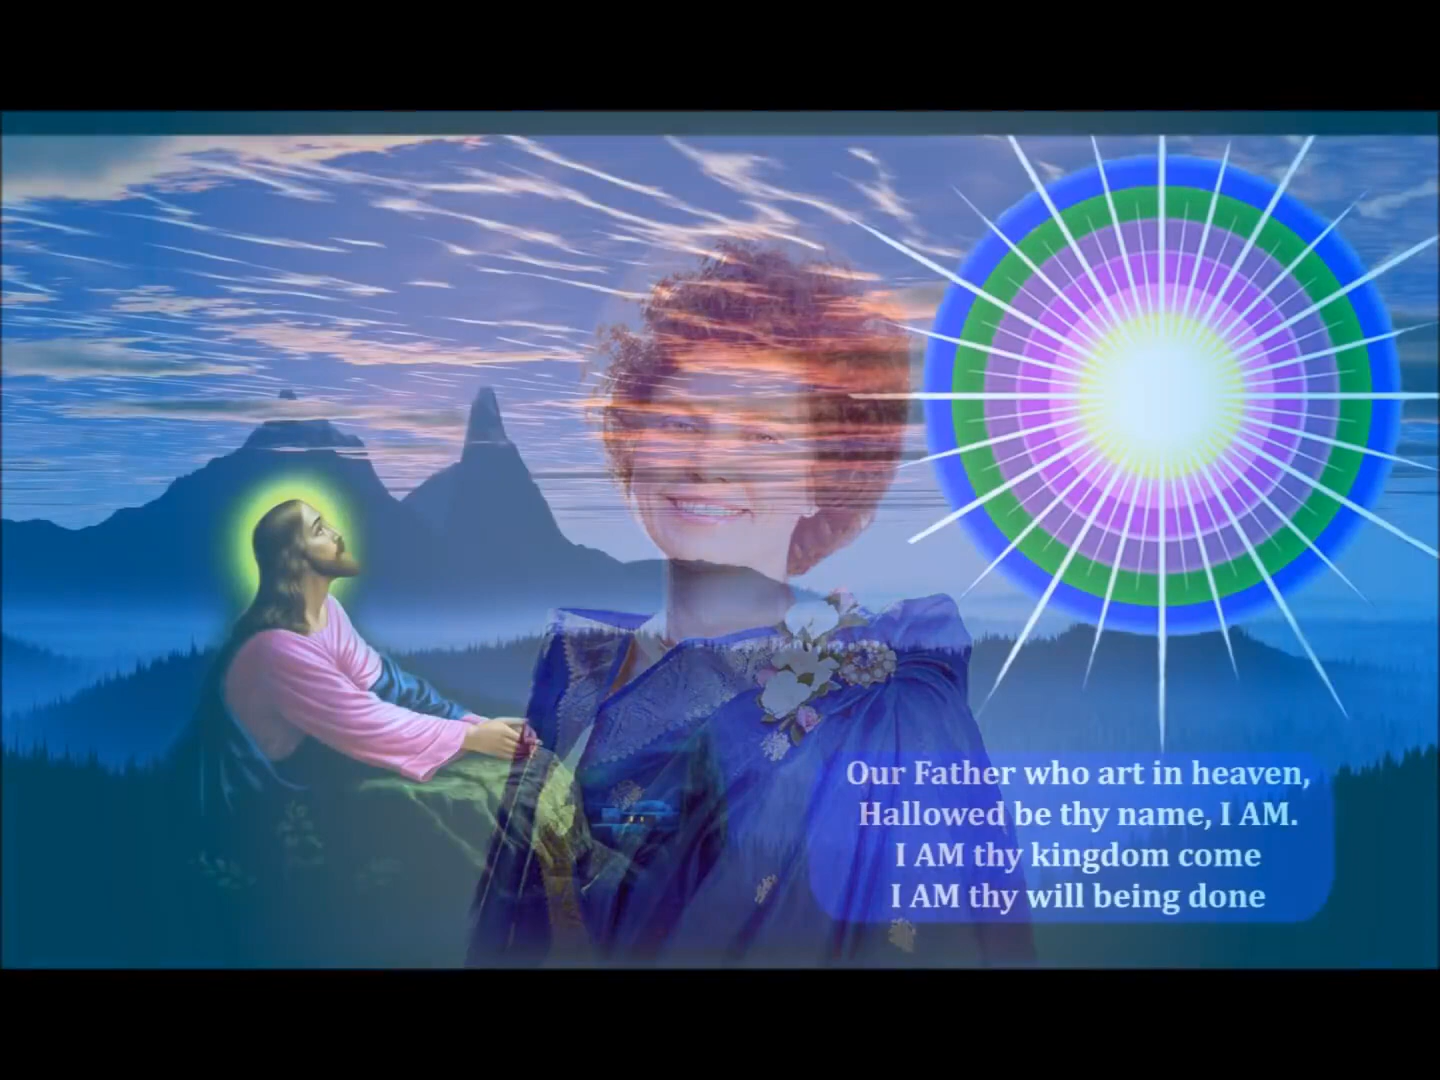 Our Father who art in heaven,
Hallowed be thy name, I AM.
I AM thy kingdom come
I AM thy will being done